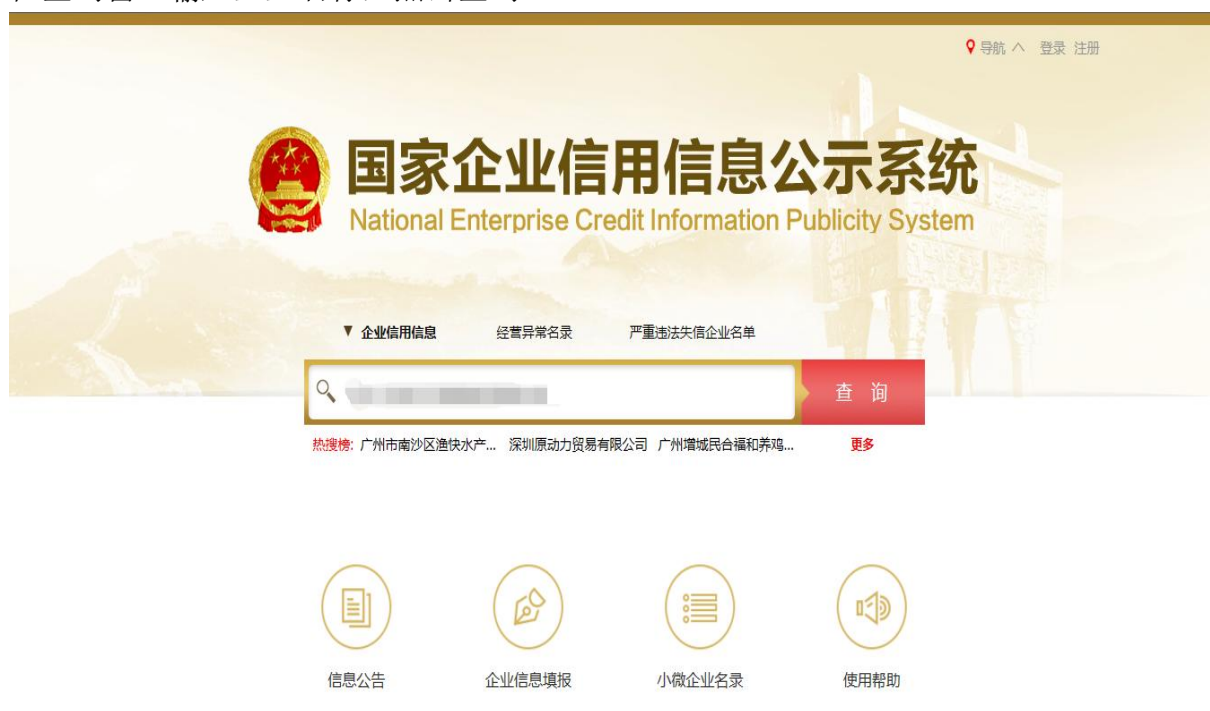 导航 ︿ 登录 注册
国家企业信用信息公示系统
National Enterprise Credit Information Publicity System
▼ 企业信用信息 经营异常名录 严重违法失信企业名单
查 询
热搜榜: 广州市南沙区渔快水产... 深圳原动力贸易有限公司 广州增城民合福和养鸡... 更多
信息公告 企业信息填报 小微企业名录 使用帮助